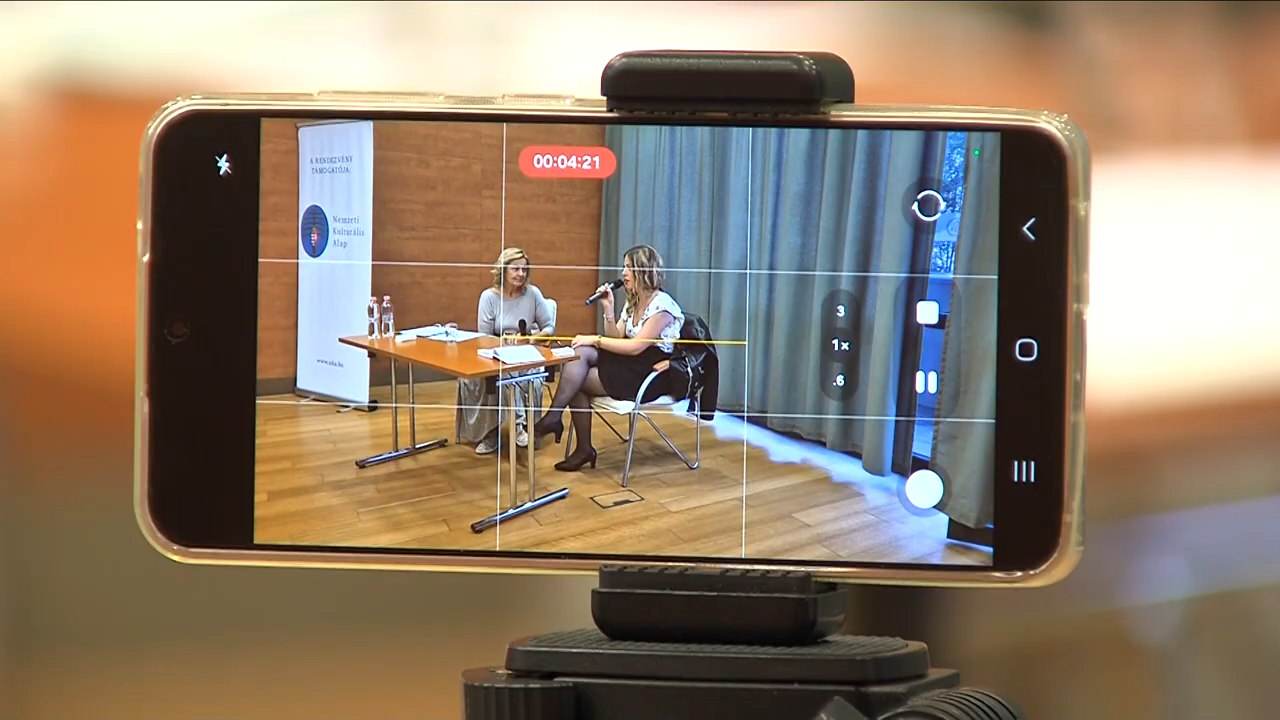 A RENDEZVÉNY
TÁMOGATÓJA:
Nemzeti
Kulturális
Alap
www.nka.hu
00:04:21
3
1×
.6